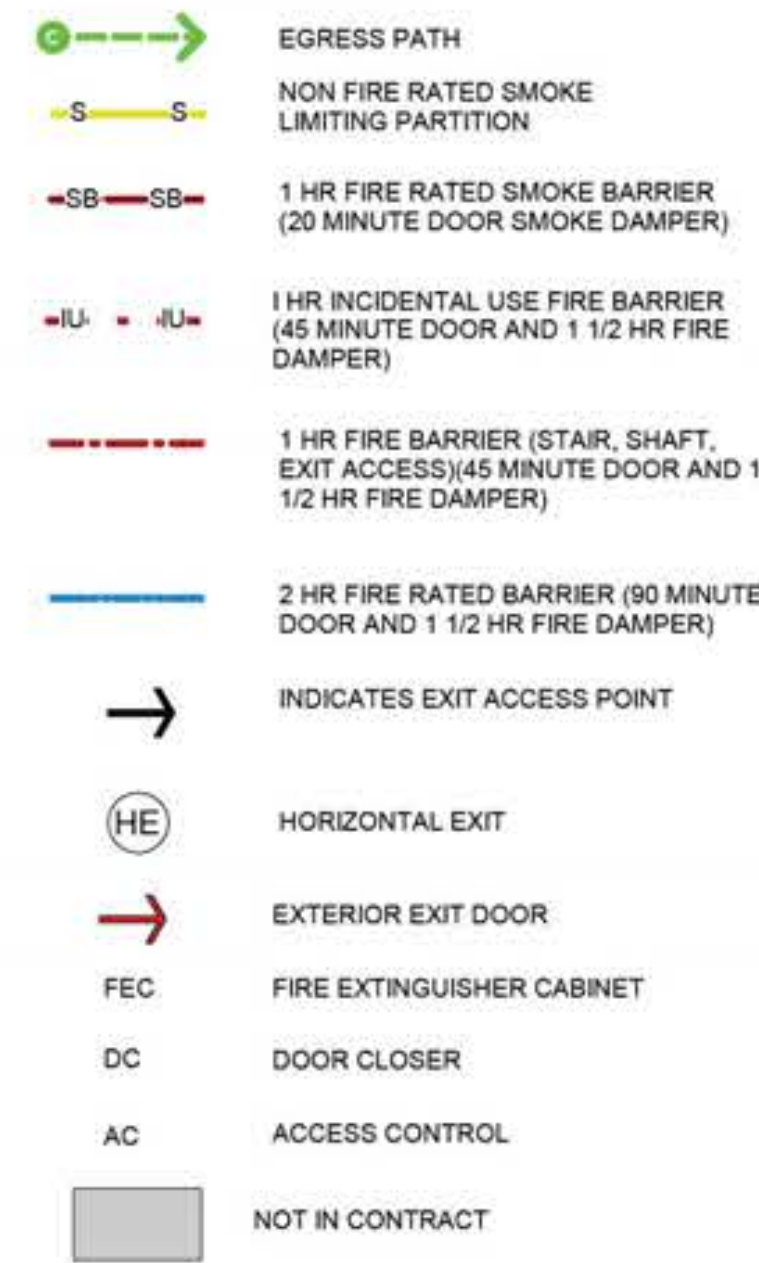 C
EGRESS PATH
S S
NON FIRE RATED SMOKE
LIMITING PARTITION
SB SB
1 HR FIRE RATED SMOKE BARRIER
(20 MINUTE DOOR SMOKE DAMPER)
IU IU
I HR INCIDENTAL USE FIRE BARRIER
(45 MINUTE DOOR AND 1 1/2 HR FIRE
DAMPER)
1 HR FIRE BARRIER (STAIR, SHAFT,
EXIT ACCESS)(45 MINUTE DOOR AND 1
1/2 HR FIRE DAMPER)
2 HR FIRE RATED BARRIER (90 MINUTE
DOOR AND 1 1/2 HR FIRE DAMPER)
INDICATES EXIT ACCESS POINT
HE HORIZONTAL EXIT
EXTERIOR EXIT DOOR
FEC FIRE EXTINGUISHER CABINET
DC DOOR CLOSER
AC ACCESS CONTROL
NOT IN CONTRACT